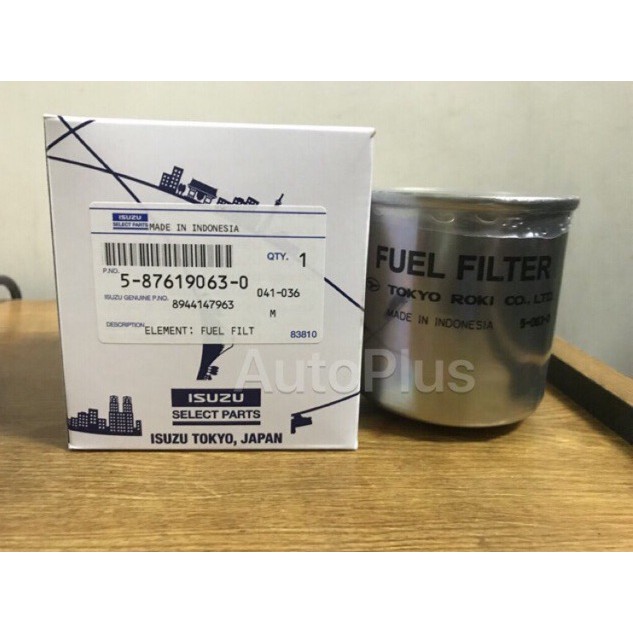 ISUZU
SELECT PARTS
MADE IN INDONESIA
QTY. 1
P.NO.
5-87619063-0
041-036
ISUZU GENUINE P.NO.
8944147963
M
DESCRIPTION
ELEMENT: FUEL FILT
83810
ISUZU
SELECT PARTS
ISUZU TOKYO, JAPAN
FUEL FILTER
TOKYO ROKI CO., LTD.
MADE IN INDONESIA
AutoPlus